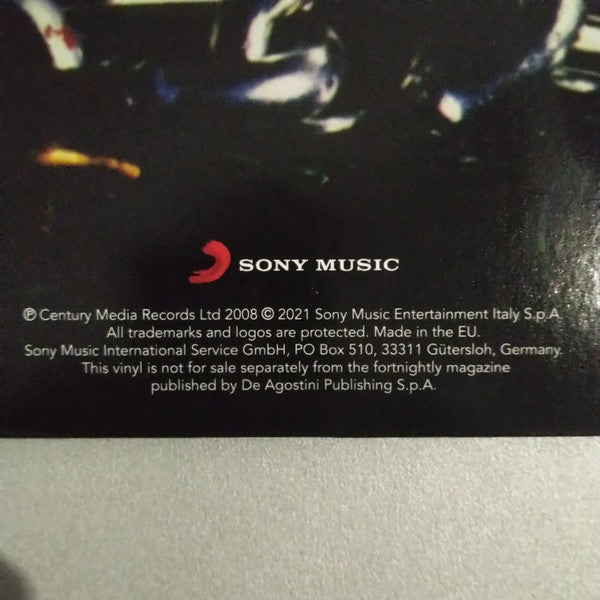 SONY MUSIC
℗ Century Media Records Ltd 2008 © 2021 Sony Music Entertainment Italy S.p.A.
All trademarks and logos are protected. Made in the EU.
Sony Music International Service GmbH, PO Box 510, 33311 Gütersloh, Germany.
This vinyl is not for sale separately from the fortnightly magazine
published by De Agostini Publishing S.p.A.